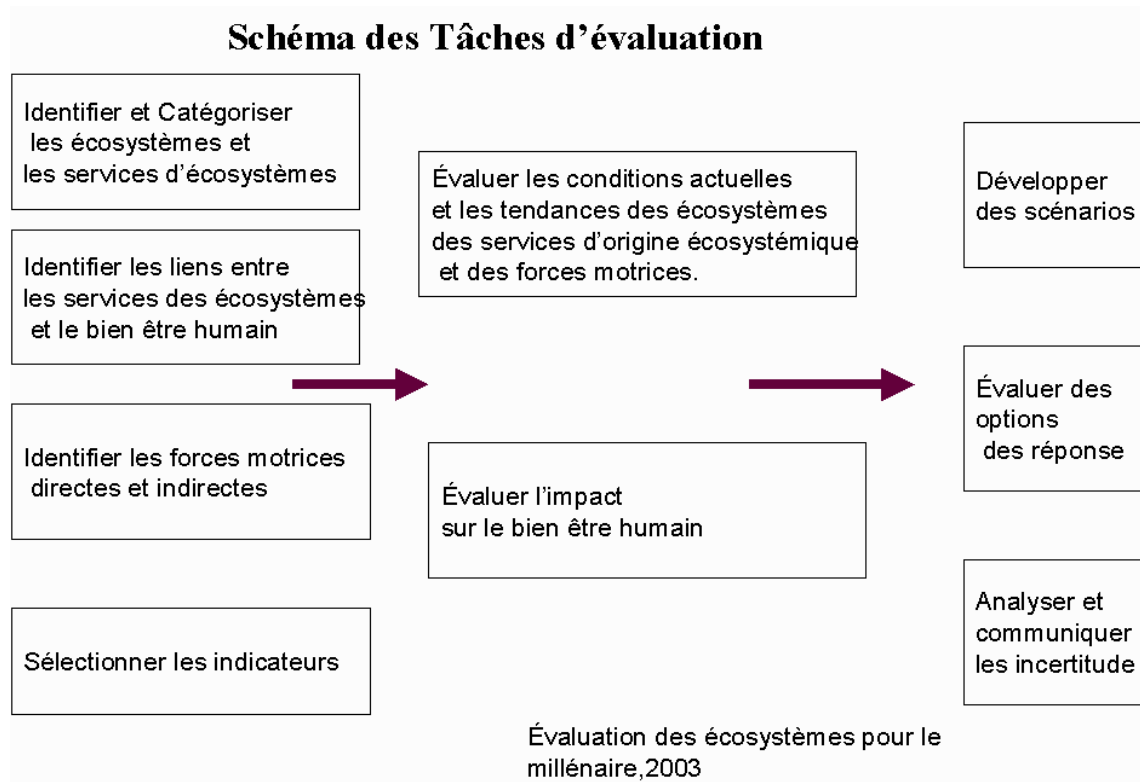 Schéma des Tâches d’évaluation
Identifier et Catégoriser
les écosystèmes et
les services d’écosystèmes
Identifier les liens entre
les services des écosystèmes
et le bien être humain
Identifier les forces motrices
directes et indirectes
Sélectionner les indicateurs
Évaluer les conditions actuelles
et les tendances des écosystèmes
des services d’origine écosystémique
et des forces motrices.
Évaluer l’impact
sur le bien être humain
Développer
des scénarios
Évaluer des
options
des réponse
Analyser et
communiquer
les incertitude
Évaluation des écosystèmes pour le
millénaire,2003